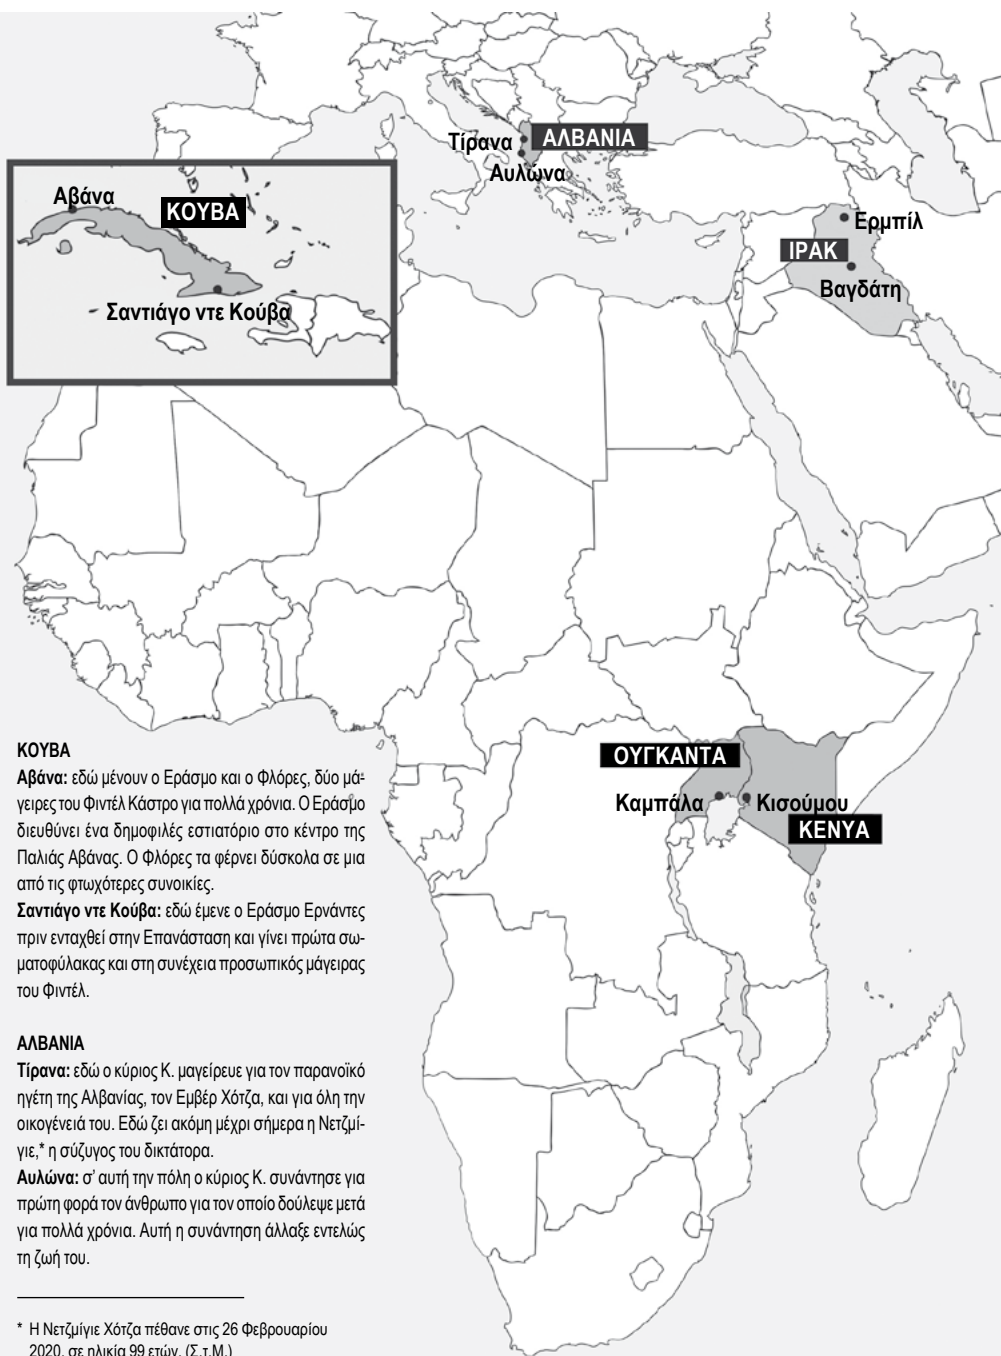 Τίρανα
ΑΛΒΑΝΙΑ
Αυλώνα
Αβάνα
ΚΟΥΒΑ
Σαντιάγο ντε Κούβα
Ερμπίλ
ΙΡΑΚ
Βαγδάτη
ΟΥΓΚΑΝΤΑ
Καμπάλα
Κισούμου
ΚΕΝΥΑ
ΚΟΥΒΑ
Αβάνα: εδώ μένουν ο Εράσμο και ο Φλόρες, δύο μά-
γειρες του Φιντέλ Κάστρο για πολλά χρόνια. Ο Εράσμο
διευθύνει ένα δημοφιλές εστιατόριο στο κέντρο της
Παλιάς Αβάνας. Ο Φλόρες τα φέρνει δύσκολα σε μια
από τις φτωχότερες συνοικίες.
Σαντιάγο ντε Κούβα: εδώ έμενε ο Εράσμο Ερνάντες
πριν ενταχθεί στην Επανάσταση και γίνει πρώτα σω-
ματοφύλακας και στη συνέχεια προσωπικός μάγειρας
του Φιντέλ.
ΑΛΒΑΝΙΑ
Τίρανα: εδώ ο κύριος Κ. μαγείρευε για τον παρανοϊκό
ηγέτη της Αλβανίας, τον Εμβέρ Χότζα, και για όλη την
οικογένειά του. Εδώ ζει ακόμη μέχρι σήμερα η Νετζμί-
γιε,* η σύζυγος του δικτάτορα.
Αυλώνα: σ' αυτή την πόλη ο κύριος Κ. συνάντησε για
πρώτη φορά τον άνθρωπο για τον οποίο δούλεψε μετά
για πολλά χρόνια. Αυτή η συνάντηση άλλαξε εντελώς
τη ζωή του.
* Η Νετζμίγιε Χότζα πέθανε στις 26 Φεβρουαρίου
2020, σε ηλικία 99 ετών. (Σ.τ.Μ.)